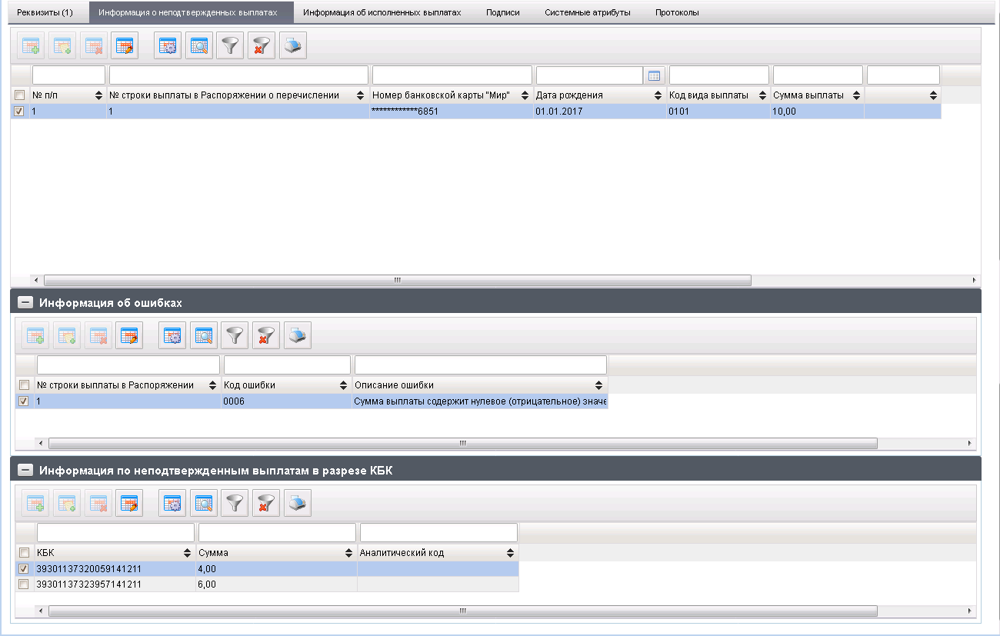 Реквизиты (1) Информация о неподтвержденных выплатах Информация об исполненных выплатах Подписи Системные атрибуты Протоколы
№ п/п № строки выплаты в Распоряжении о перечислении Номер банковской карты "Мир" Дата рождения Код вида выплаты Сумма выплаты
1 1 ************6851 01.01.2017 0101 10,00
Информация об ошибках
№ строки выплаты в Распоряжении Код ошибки Описание ошибки
1 0006 Сумма выплаты содержит нулевое (отрицательное) значе
Информация по неподтвержденным выплатам в разрезе КБК
КБК Сумма Аналитический код
39301137320059141211 4,00
39301137323957141211 6,00